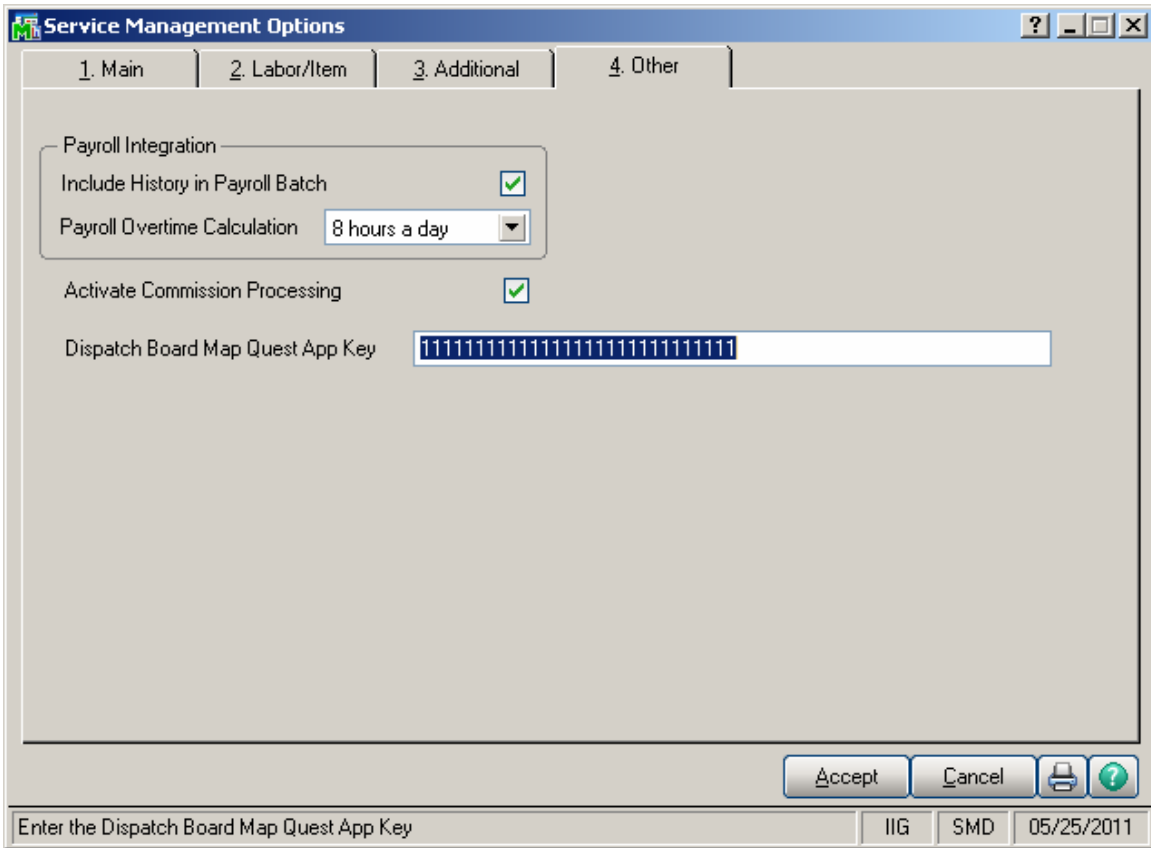 Service Management Options
1. Main 2. Labor/Item 3. Additional 4. Other
Payroll Integration
Include History in Payroll Batch
Payroll Overtime Calculation 8 hours a day
Activate Commission Processing
Dispatch Board Map Quest App Key 1111111111111111111111111111111
Accept Cancel
Enter the Dispatch Board Map Quest App Key IIG SMD 05/25/2011